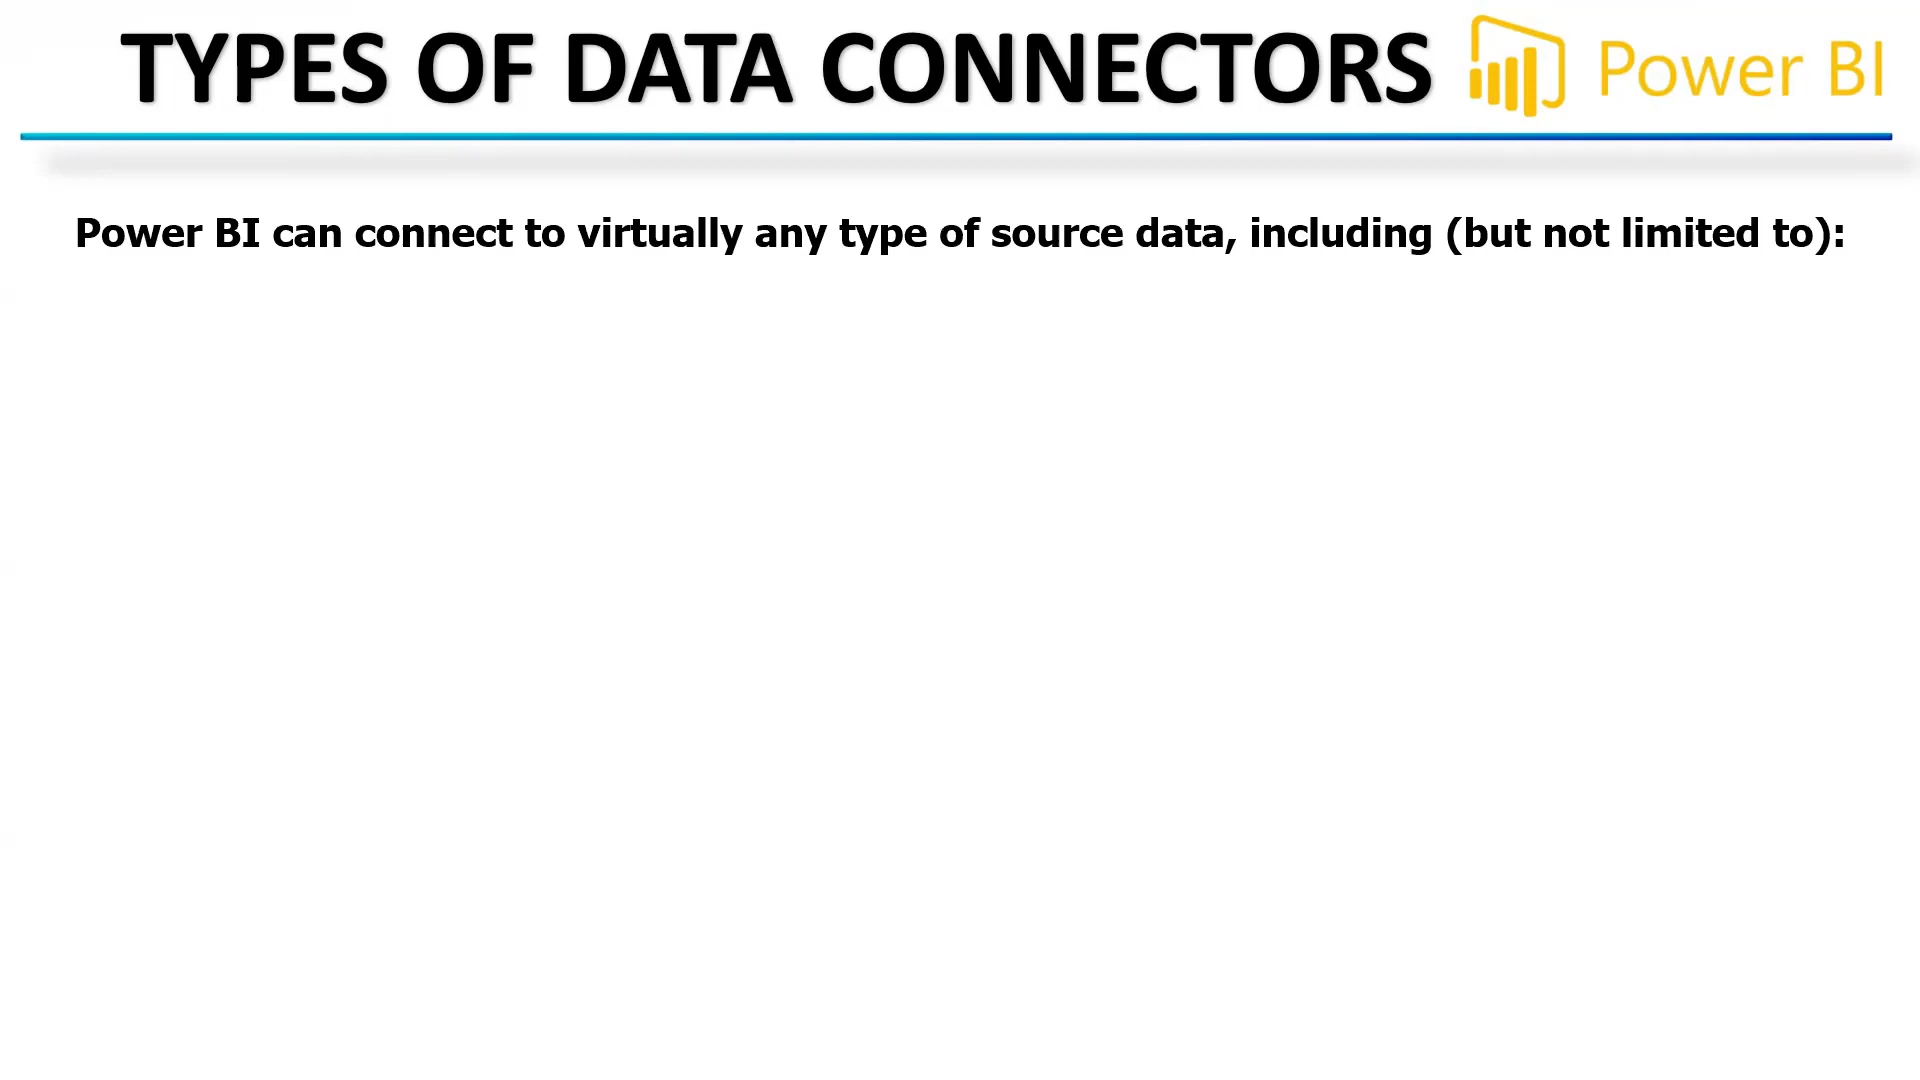 TYPES OF DATA CONNECTORS
Power BI
Power BI can connect to virtually any type of source data, including (but not limited to):